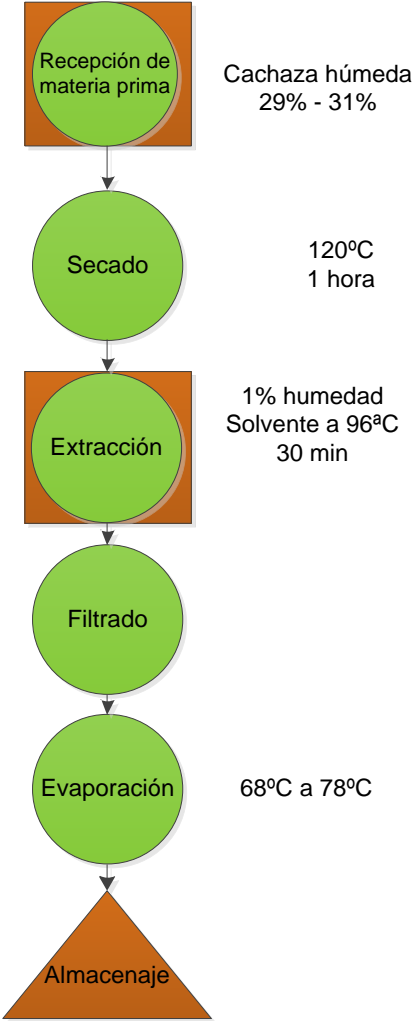 Recepción de
materia prima
Cachaza húmeda
29% - 31%
Secado
120ºC
1 hora
Extracción
1% humedad
Solvente a 96ªC
30 min
Filtrado
Evaporación
68ºC a 78ºC
Almacenaje